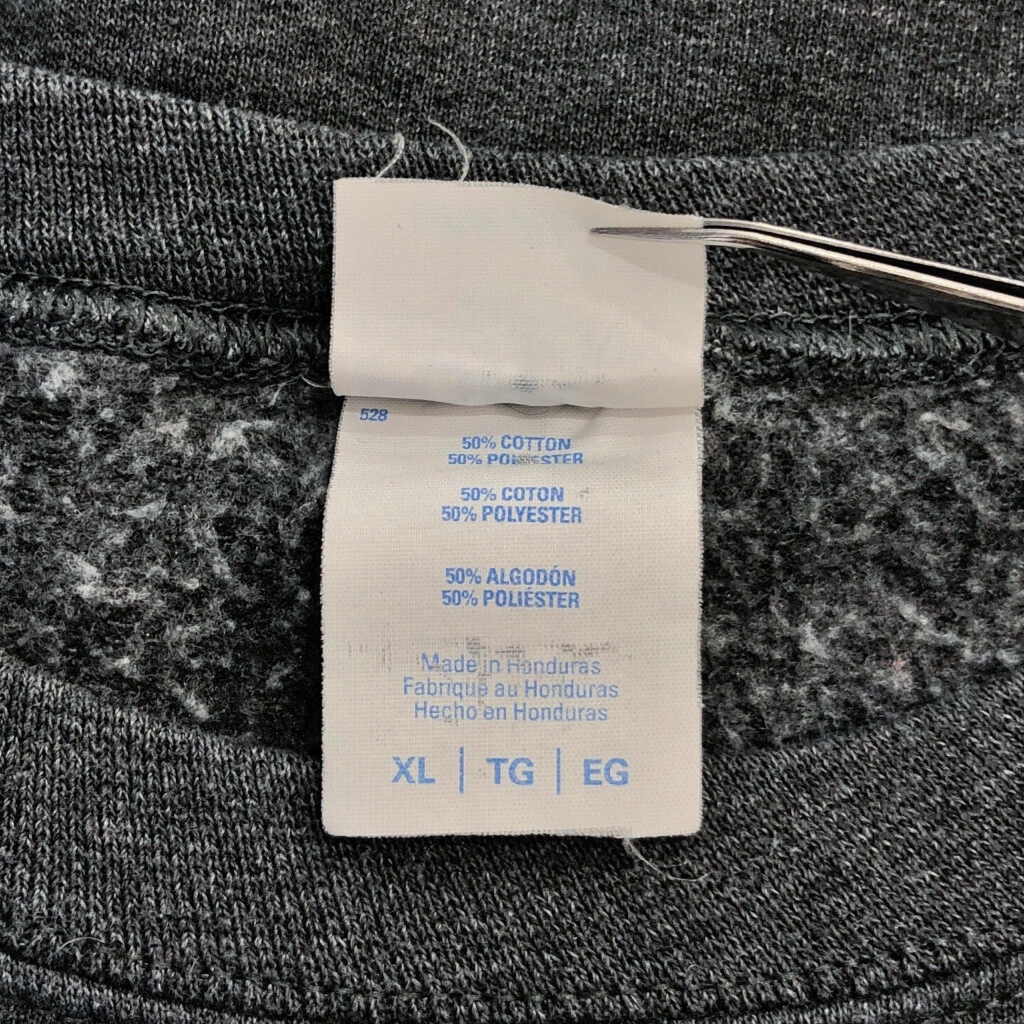 528
50% COTTON
50% POLYESTER
50% COTON
50% POLYESTER
50% ALGODÓN
50% POLIÉSTER
Made in Honduras
Fabriqué au Honduras
Hecho en Honduras
XL | TG | EG